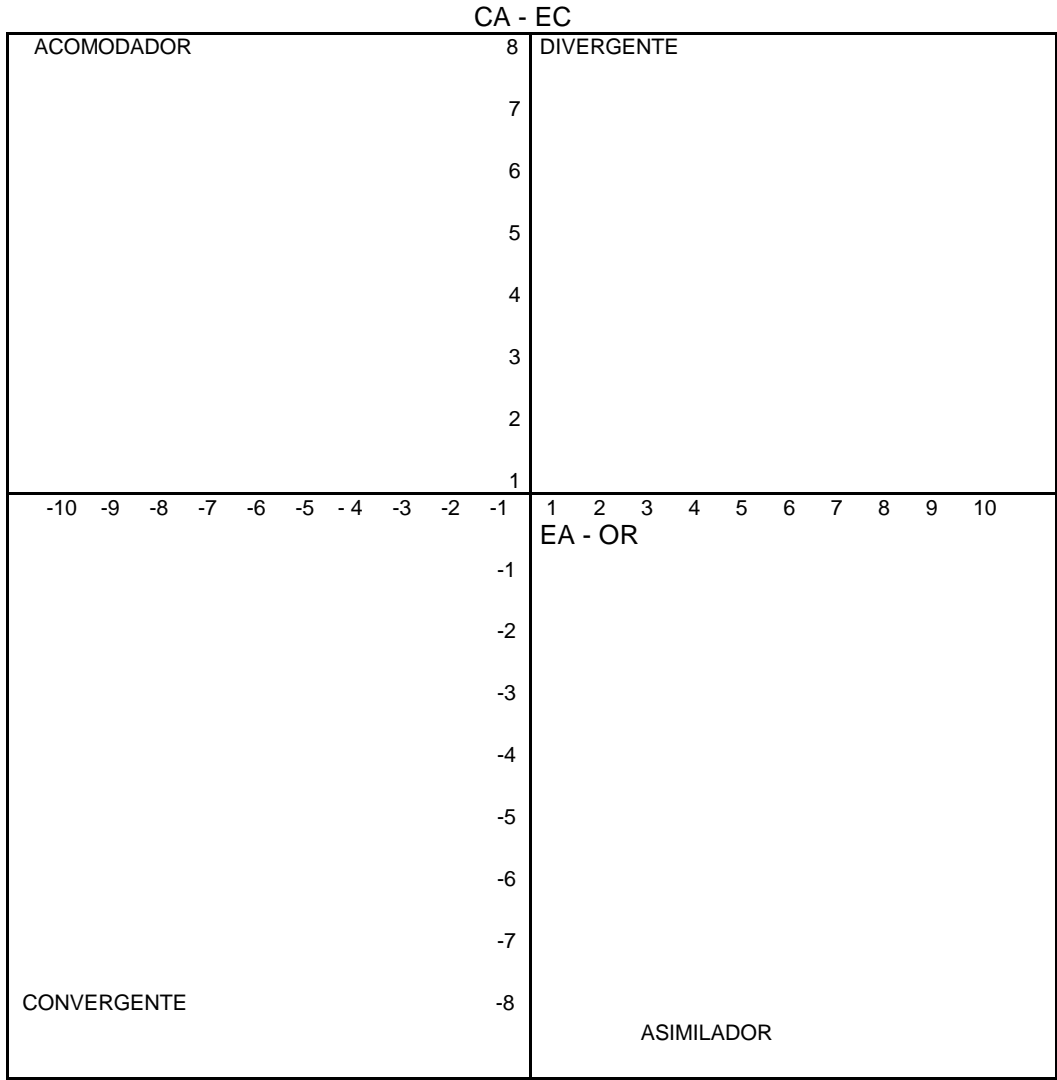 CA - EC
ACOMODADOR 8 DIVERGENTE
7
6
5
4
3
2
1
-10 -9 -8 -7 -6 -5 - 4 -3 -2 -1 1 2 3 4 5 6 7 8 9 10
EA - OR
-1
-2
-3
-4
-5
-6
-7
CONVERGENTE -8
ASIMILADOR